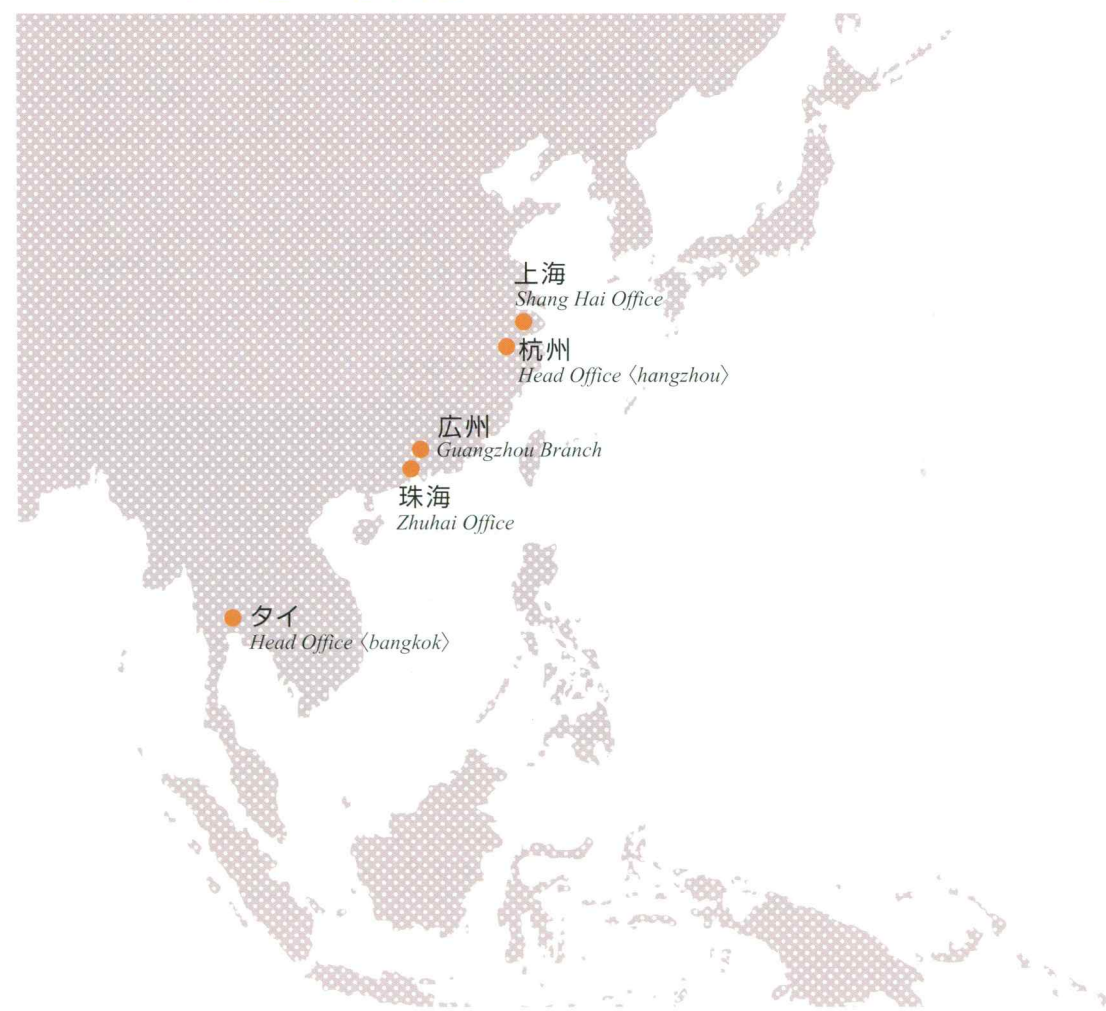 上海
Shang Hai Office
杭州
Head Office〈hangzhou〉
広州
Guangzhou Branch
珠海
Zhuhai Office
タイ
Head Office〈bangkok〉